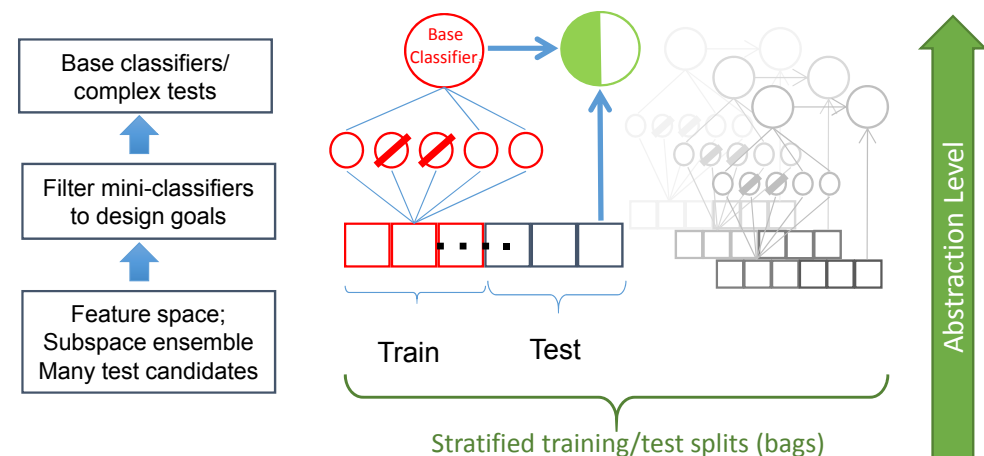 Base classifiers/
complex tests
Filter mini-classifiers
to design goals
Feature space;
Subspace ensemble
Many test candidates
Base
Classifier
Train
Test
Stratified training/test splits (bags)
Abstraction Level